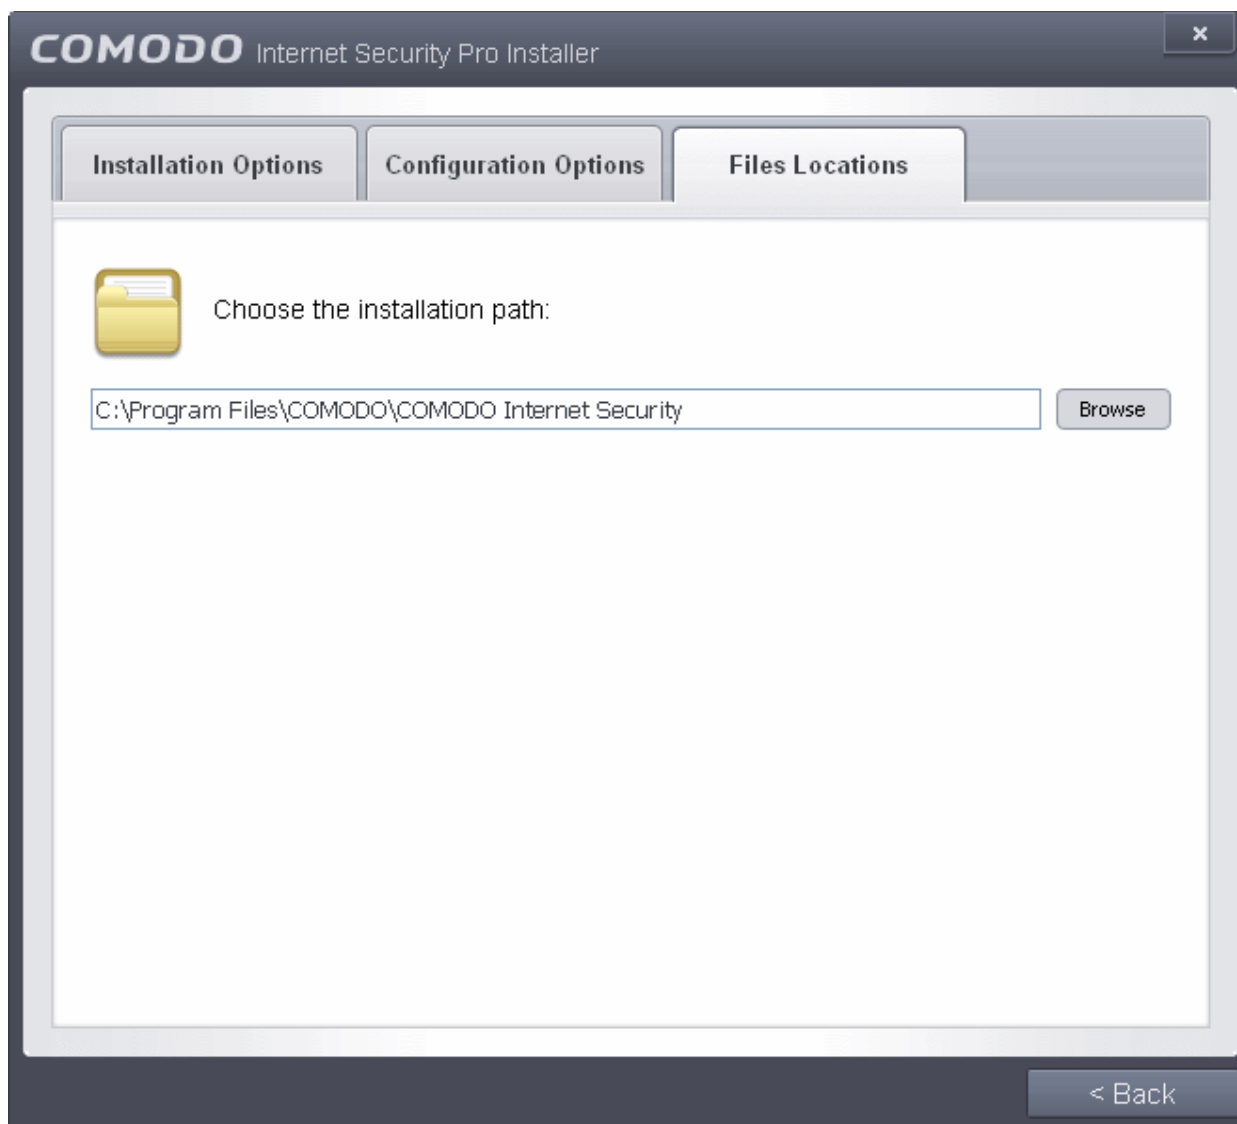 COMODO Internet Security Pro Installer
Installation Options
Configuration Options
Files Locations
Choose the installation path:
C:\Program Files\COMODO\COMODO Internet Security
Browse
< Back